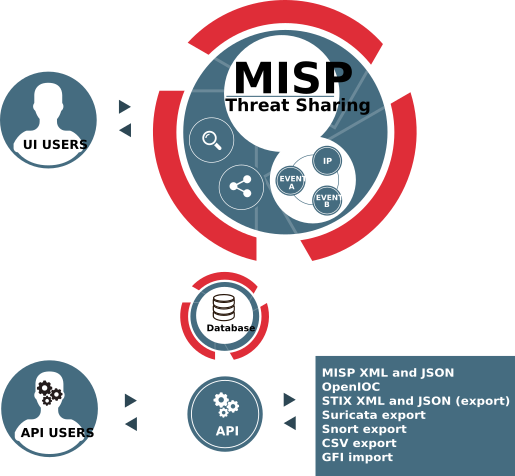 MISP
Threat Sharing
UI USERS
IP
EVENT
A
EVENT
B
Database
API USERS
API
MISP XML and JSON
OpenIOC
STIX XML and JSON (export)
Suricata export
Snort export
CSV export
GFI import